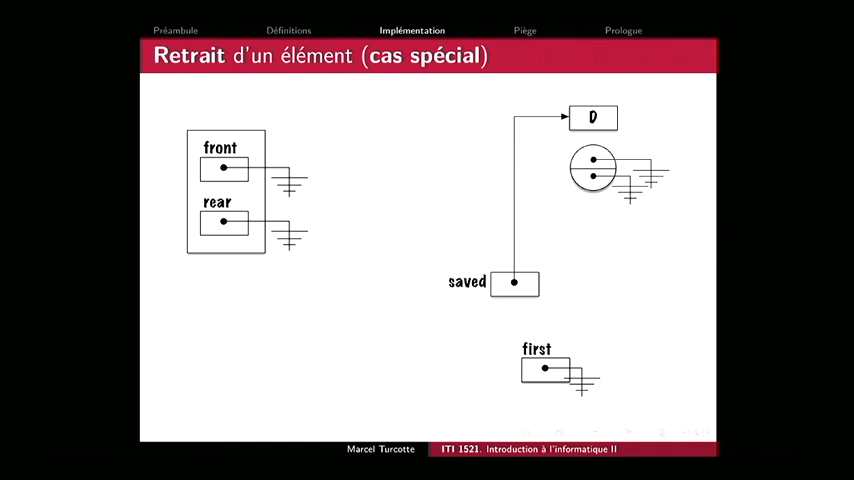 Préambule Définitions Implémentation Piège Prologue
Retrait d'un élément (cas spécial)
front
rear
D
saved
first
Marcel Turcotte ITI 1521. Introduction à l'informatique II